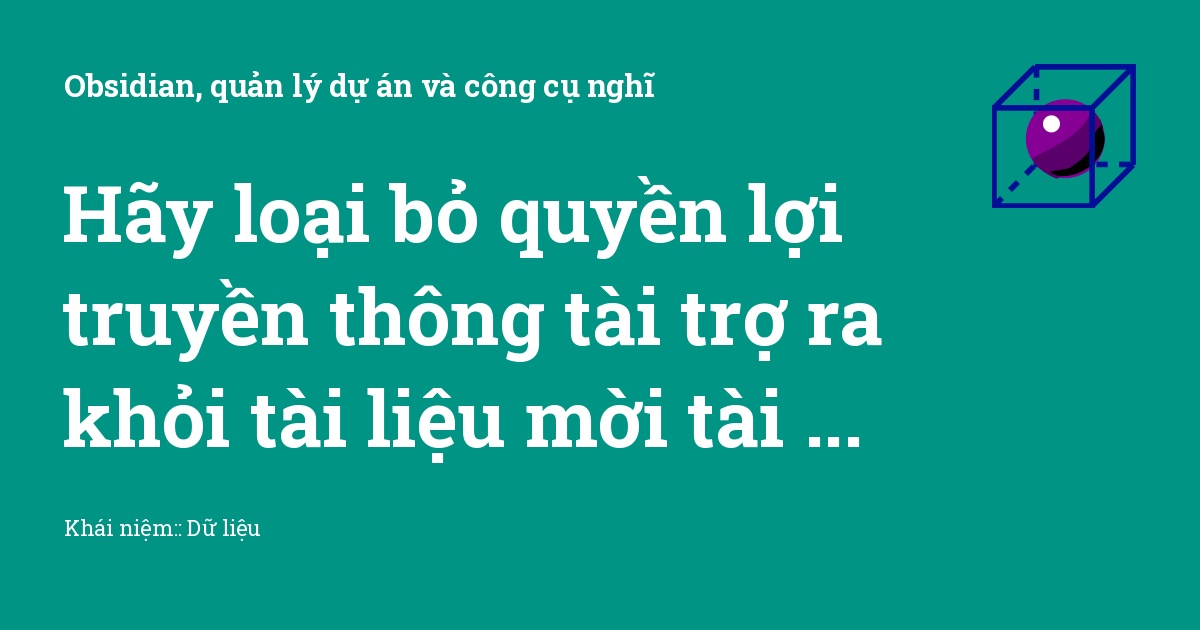 Obsidian, quản lý dự án và công cụ nghĩ
Hãy loại bỏ quyền lợi
truyền thông tài trợ ra
khỏi tài liệu mời tài ...
Khái niệm:: Dữ liệu